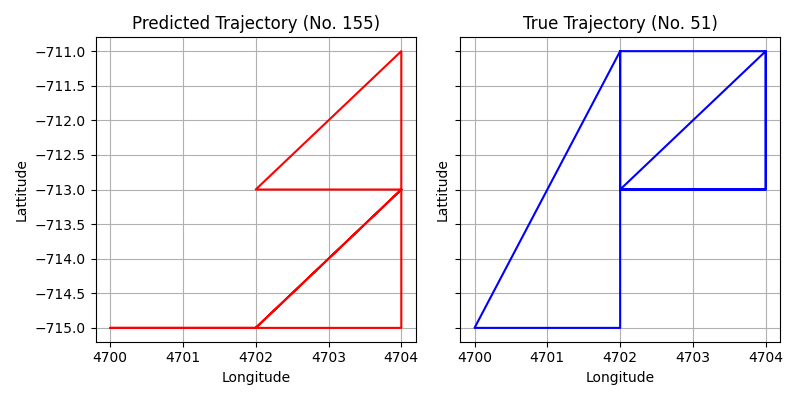 Predicted Trajectory (No. 155)
True Trajectory (No. 51)
−711.0
−711.5
−712.0
−712.5
−713.0
−713.5
−714.0
−714.5
−715.0
Lattitude
Lattitude
4700 4701 4702 4703 4704
4700 4701 4702 4703 4704
Longitude
Longitude